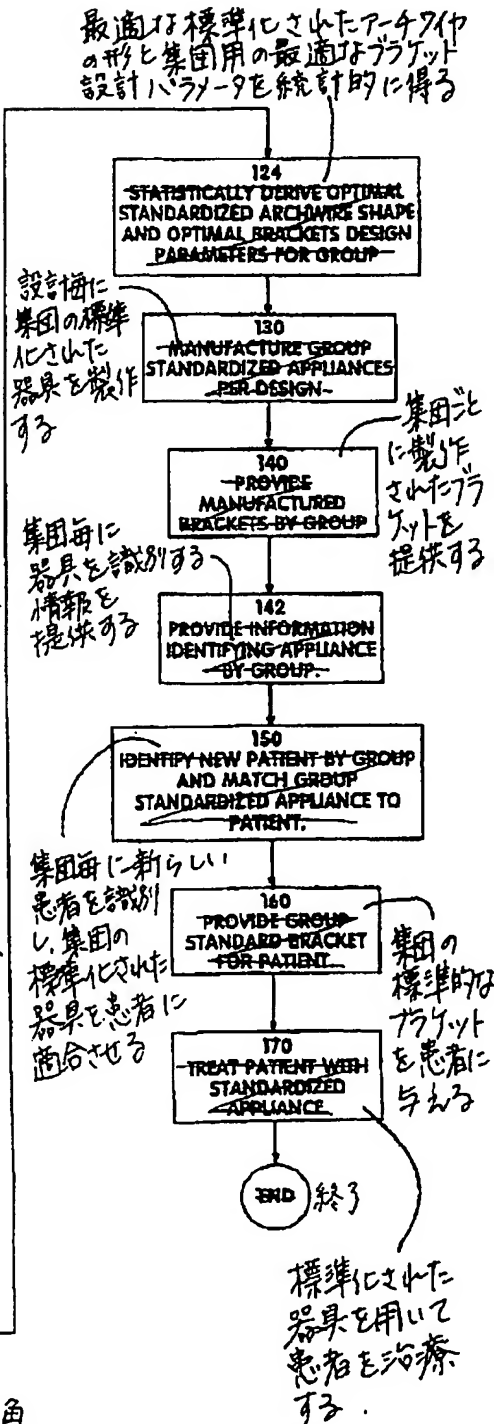 最適な標準化されたアーチワイヤ
の形と集団用の最適なブラケット
設計パラメータを統計的に得る
124
STATISTICALLY DERIVE OPTIMAL
STANDARDIZED ARCHWIRE SHAPE
AND OPTIMAL BRACKETS DESIGN
PARAMETERS FOR GROUP
設計毎に
集団の標準
化された
器具を製作
する
130
MANUFACTURE GROUP
STANDARDIZED APPLIANCES
PER DESIGN
集団ごと
に製作
されたブラ
ケットを
提供する
140
PROVIDE
MANUFACTURED
BRACKETS BY GROUP
集団毎に
器具を識別する
情報を
提供する
142
PROVIDE INFORMATION
IDENTIFYING APPLIANCE
BY GROUP.
150
IDENTIFY NEW PATIENT BY GROUP
AND MATCH GROUP
STANDARDIZED APPLIANCE TO
PATIENT.
集団毎に新らしい
患者を識別
し、集団の
標準化された
器具を患者に
適合させる
160
PROVIDE GROUP
STANDARD BRACKET
FOR PATIENT
集団の
標準的な
ブラケット
を患者に
与える
170
TREAT PATIENT WITH
STANDARDIZED
APPLIANCE
END 終了
標準化された
器具を用いて
患者を治療
する.
角